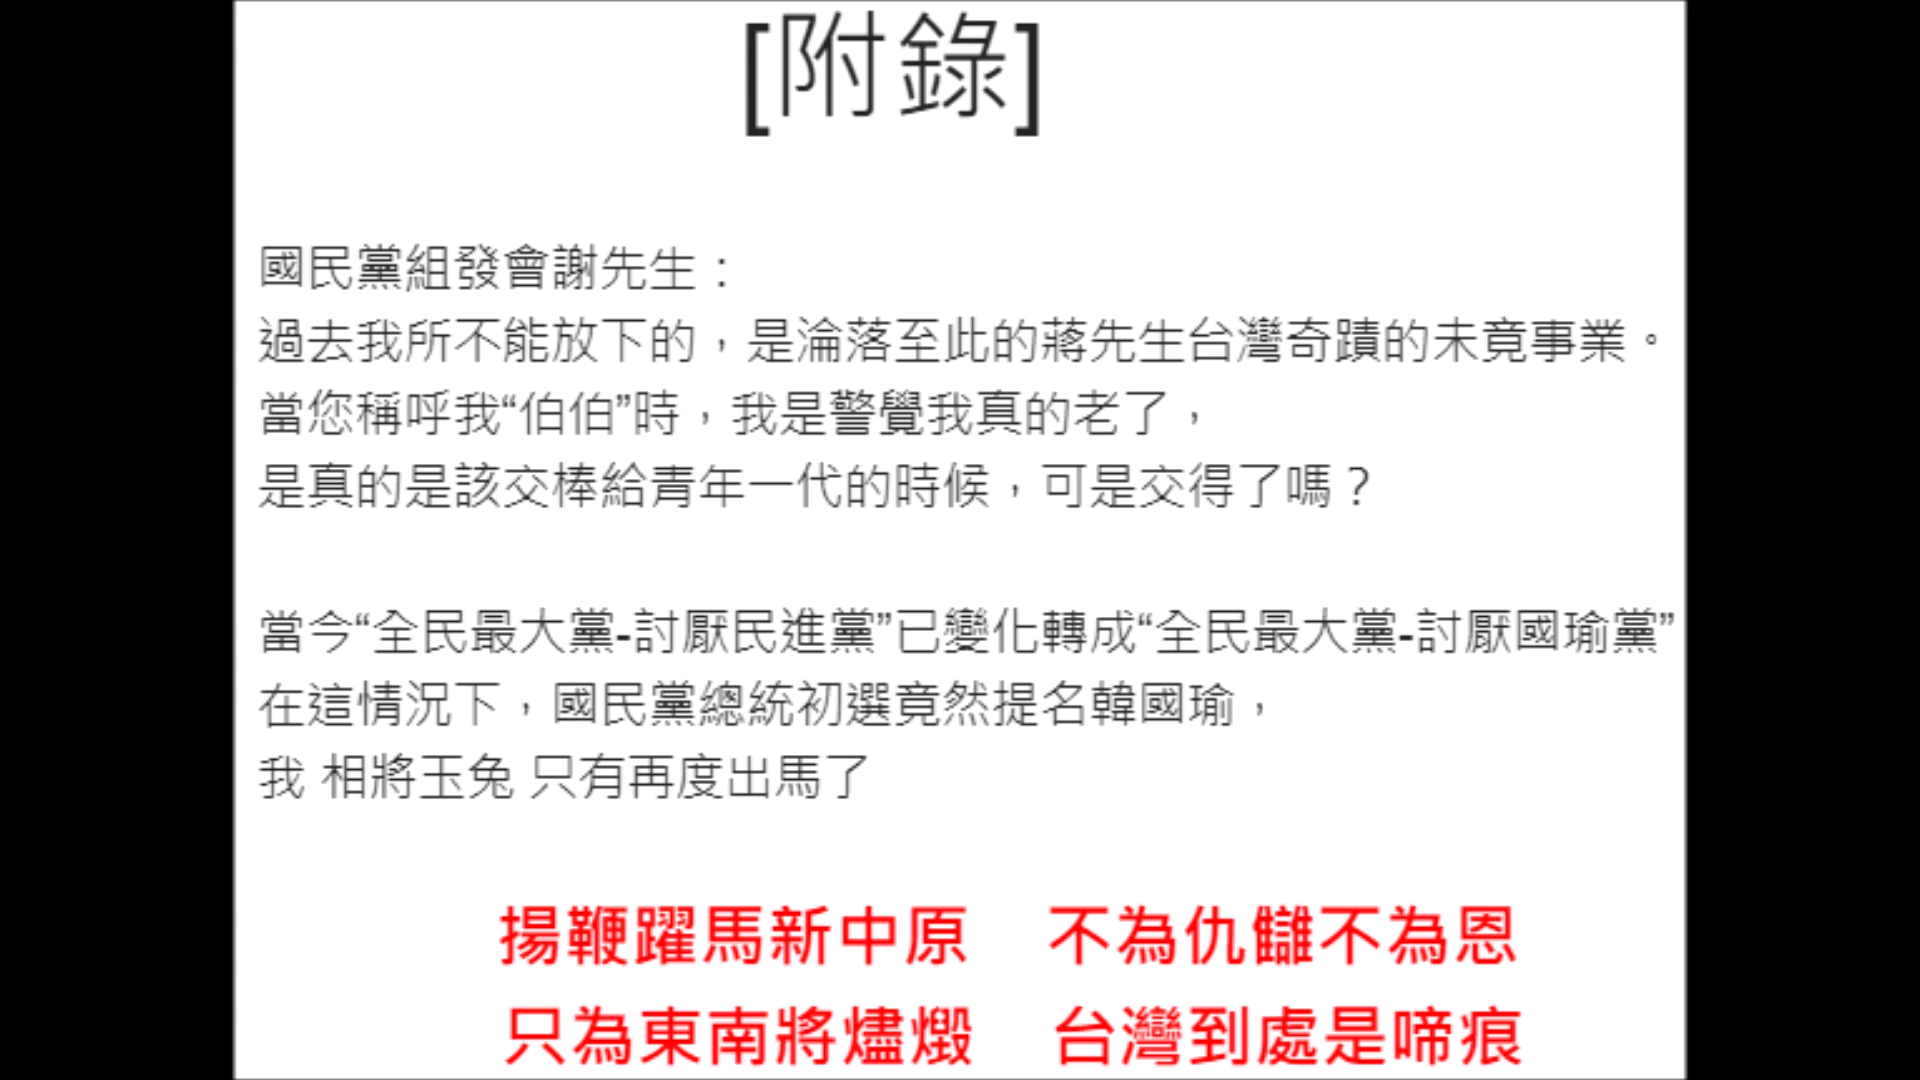 [附錄]
國民黨組發會謝先生：
過去我所不能放下的，是淪落至此的蔣先生台灣奇蹟的未竟事業。
當您稱呼我“伯伯”時，我是警覺我真的老了，
是真的是該交棒給青年一代的時候，可是交得了嗎？
當今“全民最大黨-討厭民進黨”已變化轉成“全民最大黨-討厭國瑜黨”
在這情況下，國民黨總統初選竟然提名韓國瑜，
我 相將玉兔 只有再度出馬了
揚鞭躍馬新中原　不為仇讎不為恩
只為東南將燼燬　台灣到處是啼痕